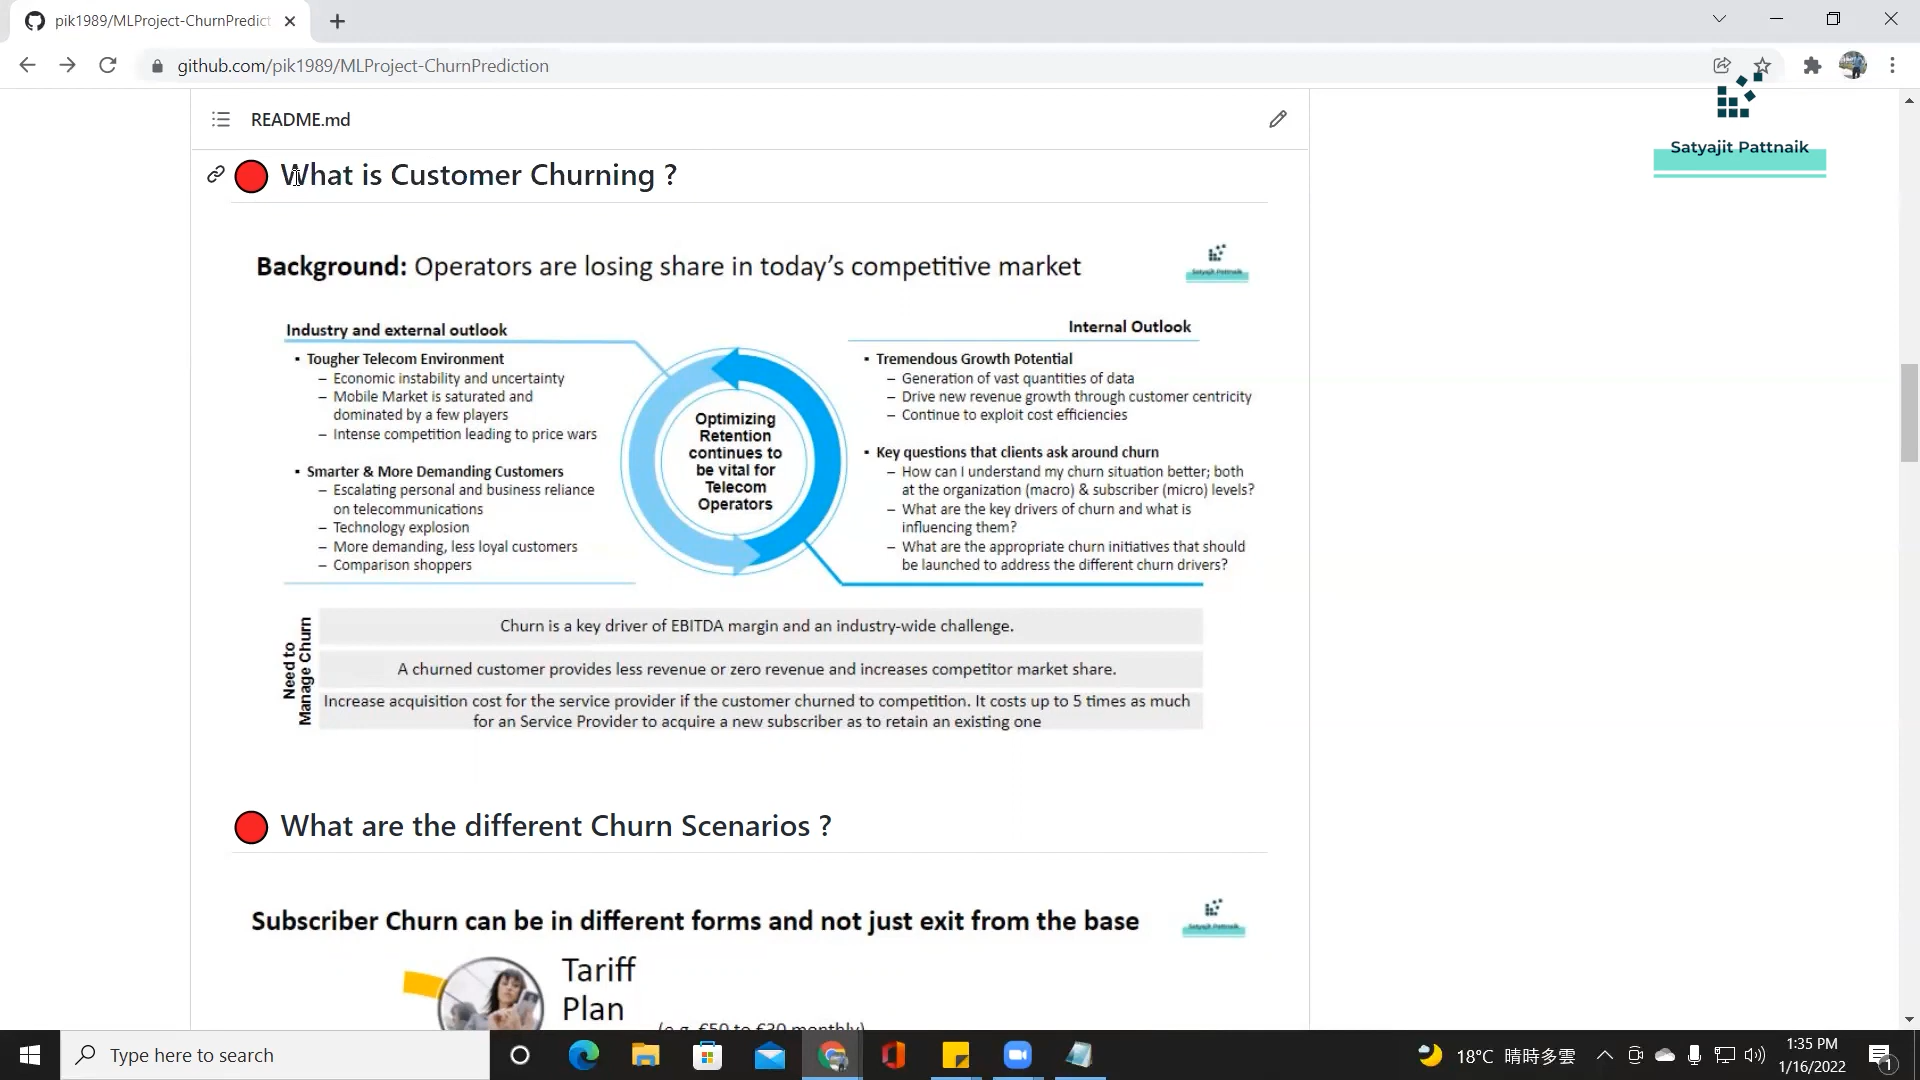 pik1989/MLProject-ChurnPredict
github.com/pik1989/MLProject-ChurnPrediction
Satyajit Pattnaik
README.md
What is Customer Churning ?
Background: Operators are losing share in today's competitive market
Satyajit Pattnaik
Industry and external outlook
▪ Tougher Telecom Environment
– Economic instability and uncertainty
– Mobile Market is saturated and
dominated by a few players
– Intense competition leading to price wars
▪ Smarter & More Demanding Customers
– Escalating personal and business reliance
on telecommunications
– Technology explosion
– More demanding, less loyal customers
– Comparison shoppers
Optimizing
Retention
continues to
be vital for
Telecom
Operators
Internal Outlook
▪ Tremendous Growth Potential
– Generation of vast quantities of data
– Drive new revenue growth through customer centricity
– Continue to exploit cost efficiencies
▪ Key questions that clients ask around churn
– How can I understand my churn situation better; both
at the organization (macro) & subscriber (micro) levels?
– What are the key drivers of churn and what is
influencing them?
– What are the appropriate churn initiatives that should
be launched to address the different churn drivers?
Need to
Manage Churn
Churn is a key driver of EBITDA margin and an industry-wide challenge.
A churned customer provides less revenue or zero revenue and increases competitor market share.
Increase acquisition cost for the service provider if the customer churned to competition. It costs up to 5 times as much
for an Service Provider to acquire a new subscriber as to retain an existing one
What are the different Churn Scenarios ?
Subscriber Churn can be in different forms and not just exit from the base
Satyajit Pattnaik
Tariff
Plan
(e.g. €50 to €30 monthly)
Type here to search
18°C 晴時多雲
1:35 PM
1/16/2022
1